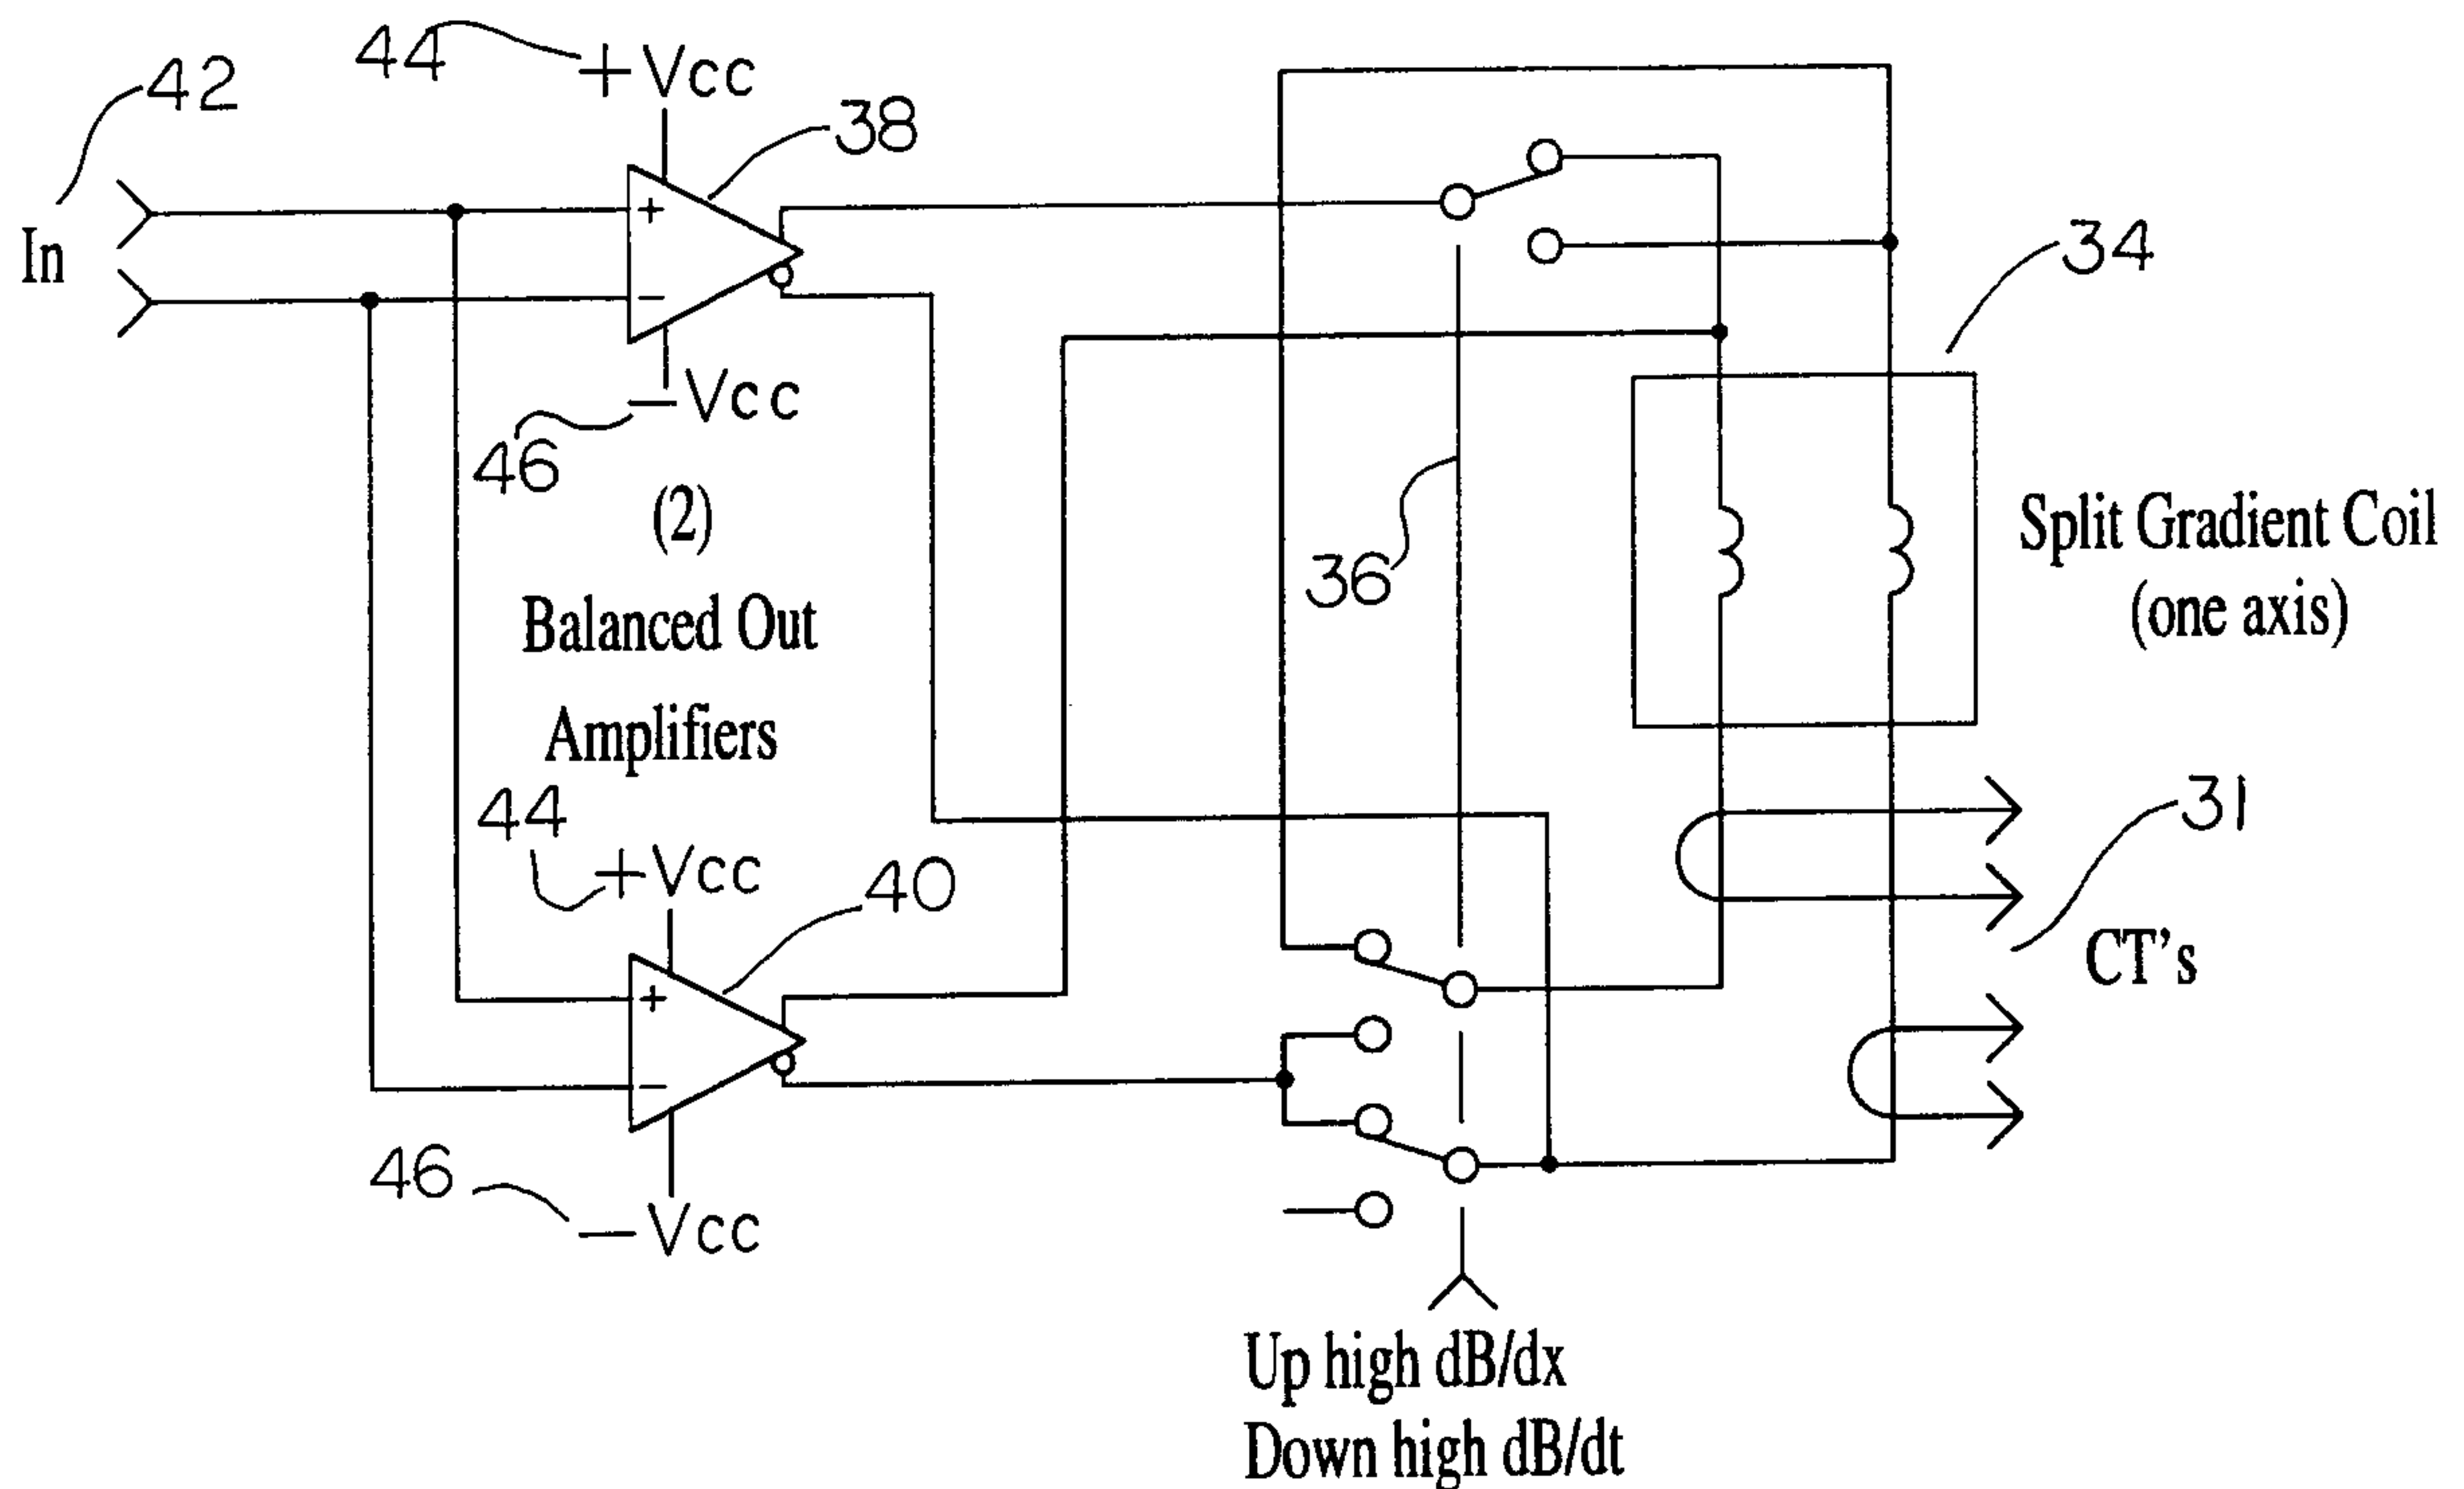 42
44
+Vcc
38
In
+
−
−Vcc
46
(2)
Balanced Out
Amplifiers
34
36
Split Gradient Coil
(one axis)
44
+Vcc
40
31
CT's
+
−
46
−Vcc
Up high dB/dx
Down high dB/dt